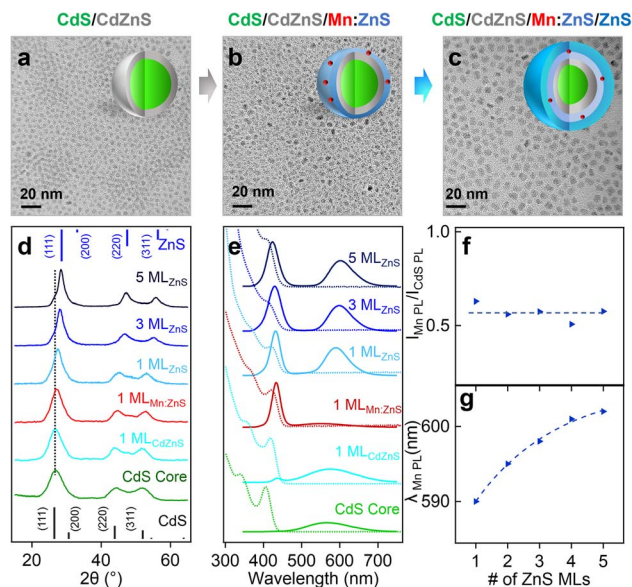 CdS/CdZnS
CdS/CdZnS/Mn:ZnS
CdS/CdZnS/Mn:ZnS/ZnS
a
20 nm
b
20 nm
c
20 nm
d
(111)
(200)
(220)
(311)
ZnS
5 MLZnS
3 MLZnS
1 MLZnS
1 MLMn:ZnS
1 MLCdZnS
CdS Core
(111)
(200)
(220)
(311)
CdS
20 40 60
2θ (°)
e
5 MLZnS
3 MLZnS
1 MLZnS
1 MLMn:ZnS
1 MLCdZnS
CdS Core
300 400 500 600 700
Wavelength (nm)
f
1.0
0.5
IMn PL/ICdS PL
g
600
590
λMn PL(nm)
1 2 3 4 5
# of ZnS MLs